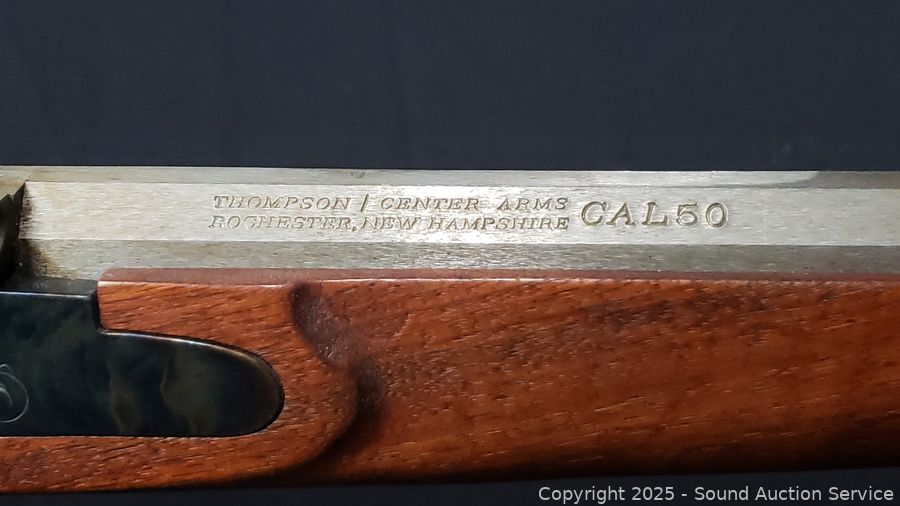 THOMPSON / CENTER ARMS
ROCHESTER, NEW HAMPSHIRE CAL50
Copyright 2025 - Sound Auction Service